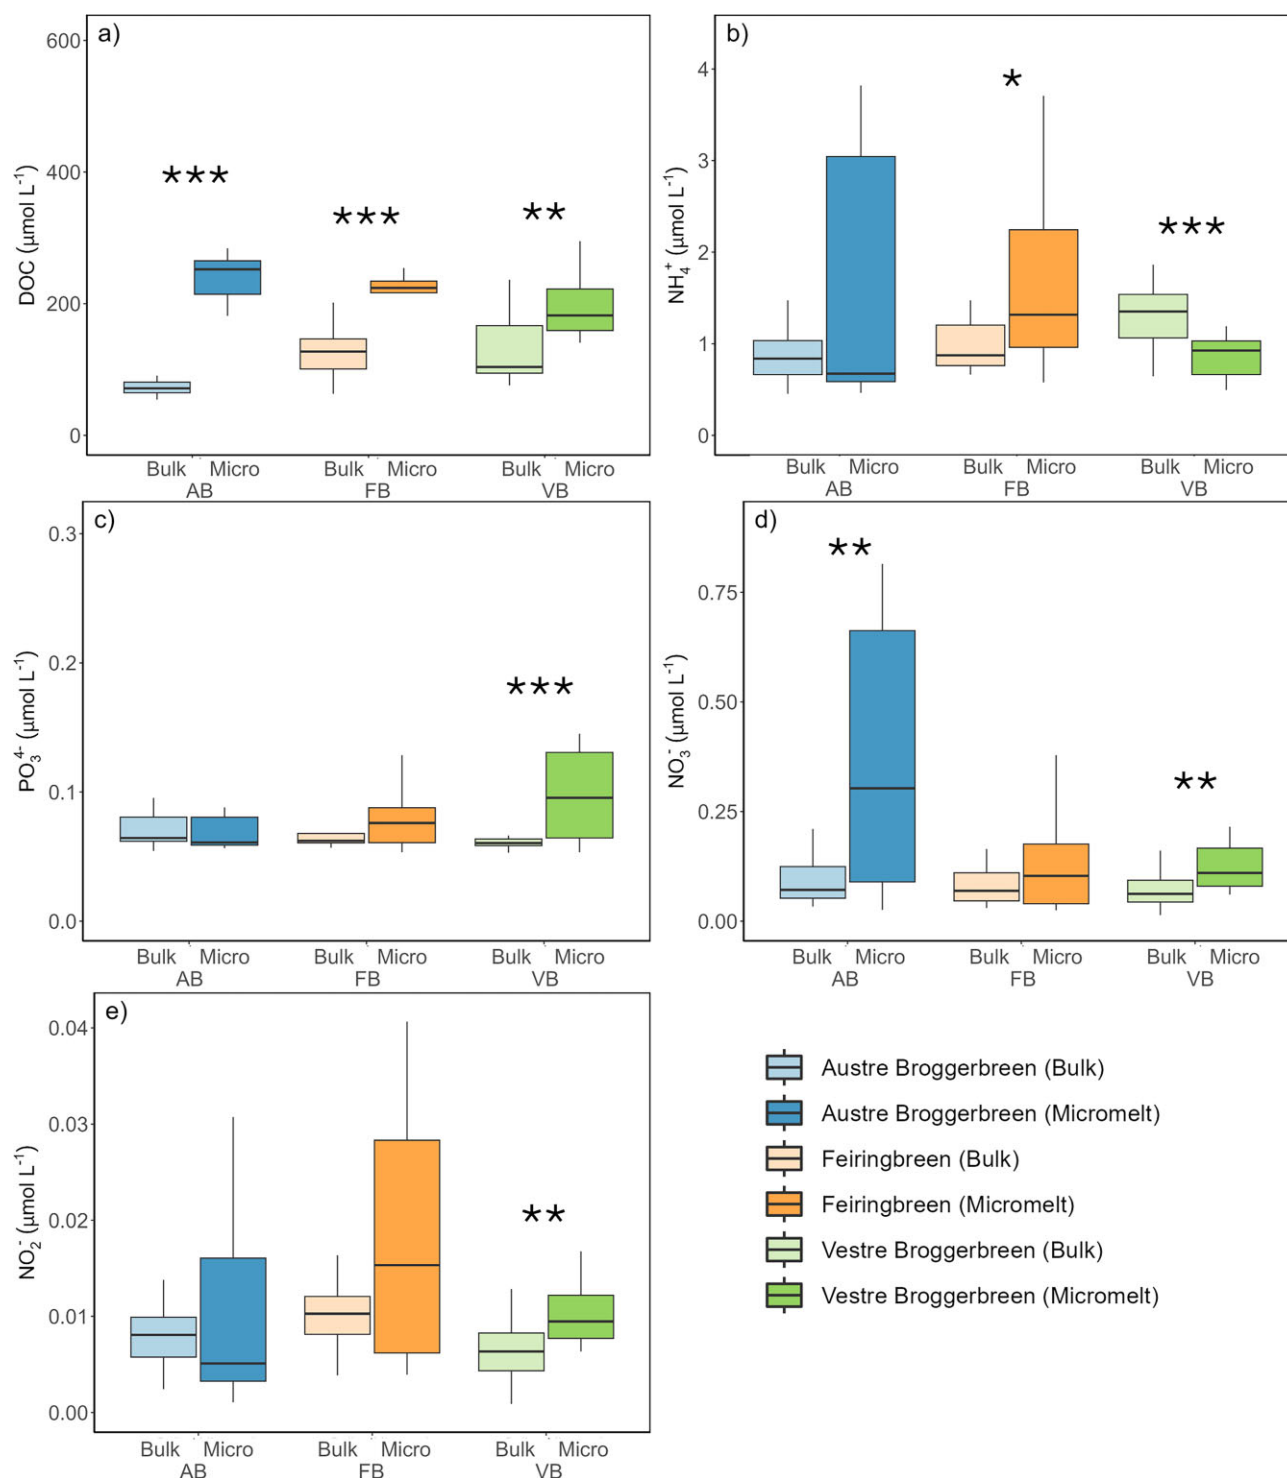 a)
600
400
200
0
DOC (µmol L⁻¹)
***
***
**
Bulk Micro Bulk Micro Bulk Micro
AB FB VB
b)
4
3
2
1
0
NH₄⁺ (µmol L⁻¹)
*
***
Bulk Micro Bulk Micro Bulk Micro
AB FB VB
c)
0.3
0.2
0.1
0.0
PO₃⁴⁻ (µmol L⁻¹)
***
Bulk Micro Bulk Micro Bulk Micro
AB FB VB
d)
0.75
0.50
0.25
0.00
NO₃⁻ (µmol L⁻¹)
**
**
Bulk Micro Bulk Micro Bulk Micro
AB FB VB
e)
0.04
0.03
0.02
0.01
0.00
NO₂⁻ (µmol L⁻¹)
**
Bulk Micro Bulk Micro Bulk Micro
AB FB VB
Austre Broggerbreen (Bulk)
Austre Broggerbreen (Micromelt)
Feiringbreen (Bulk)
Feiringbreen (Micromelt)
Vestre Broggerbreen (Bulk)
Vestre Broggerbreen (Micromelt)